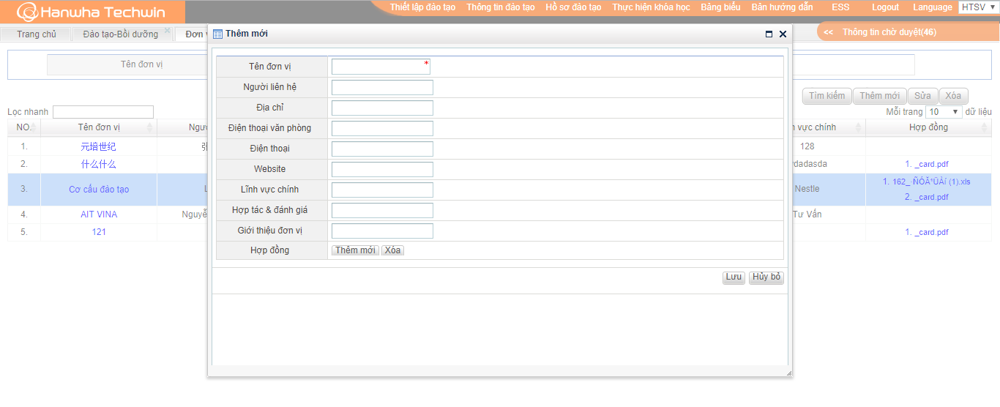 Hanwha Techwin
Thiết lập đào tạo Thông tin đào tạo Hồ sơ đào tạo Thực hiện khóa học Bảng biểu Bản hướng dẫn ESS Logout Language HTSV
Trang chủ Đào tạo-Bồi dưỡng Đơn
<< Thông tin chờ duyệt(46)
Thêm mới
Tên đơn vị
Tên đơn vị *
Người liên hệ
Địa chỉ
Điện thoại văn phòng
Điện thoại
Website
Lĩnh vực chính
Hợp tác & đánh giá
Giới thiệu đơn vị
Hợp đồng Thêm mới Xóa
Lưu Hủy bỏ
Tìm kiếm Thêm mới Sửa Xóa
Lọc nhanh
Mỗi trang 10 dữ liệu
NO. Tên đơn vị vực chính Hợp đồng
1. 元培世纪 128
2. 什么什么 dadasda 1. _card.pdf
3. Cơ cấu đào tạo Nestle 1. 162_·ÑÓÃ°ÜÀí (1).xls
2. _card.pdf
4. AIT VINA Nguyễ Tư Vấn
5. 121 1. _card.pdf